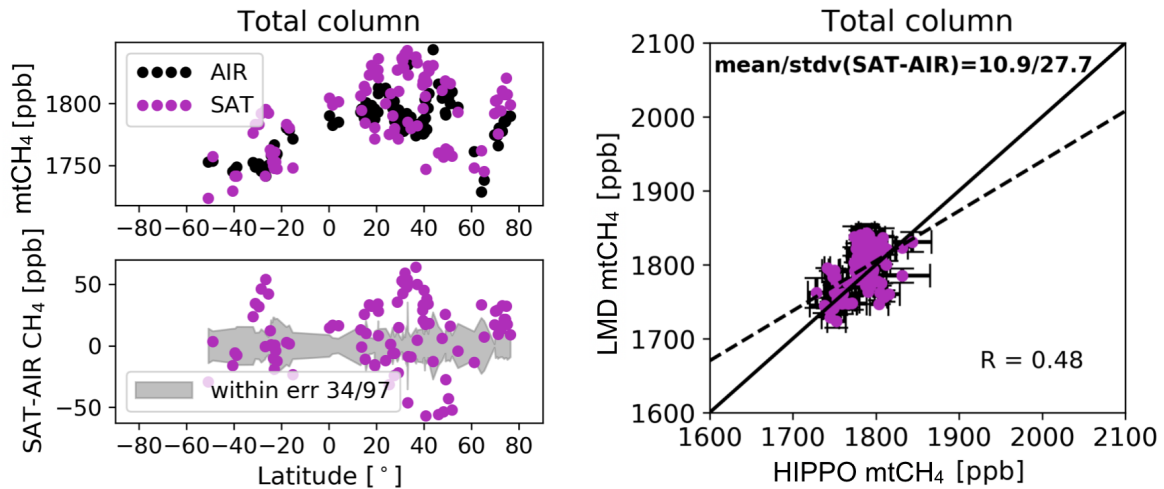 Total column
mtCH₄ [ppb]
1800
1750
AIR
SAT
−80 −60 −40 −20 0 20 40 60 80
SAT-AIR CH₄ [ppb]
50
0
−50
within err 34/97
−80 −60 −40 −20 0 20 40 60 80
Latitude [°]
Total column
mean/stdv(SAT-AIR)=10.9/27.7
LMD mtCH₄ [ppb]
2100
2000
1900
1800
1700
1600
R = 0.48
1600 1700 1800 1900 2000 2100
HIPPO mtCH₄ [ppb]